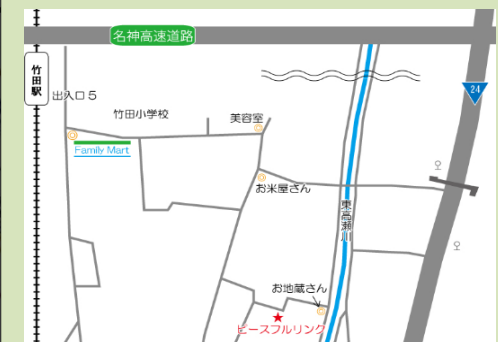 名神高速道路
竹田駅
出入口5
24
竹田小学校
美容室
Family Mart
お米屋さん
東高瀬川
お地蔵さん
ピースフルリンク